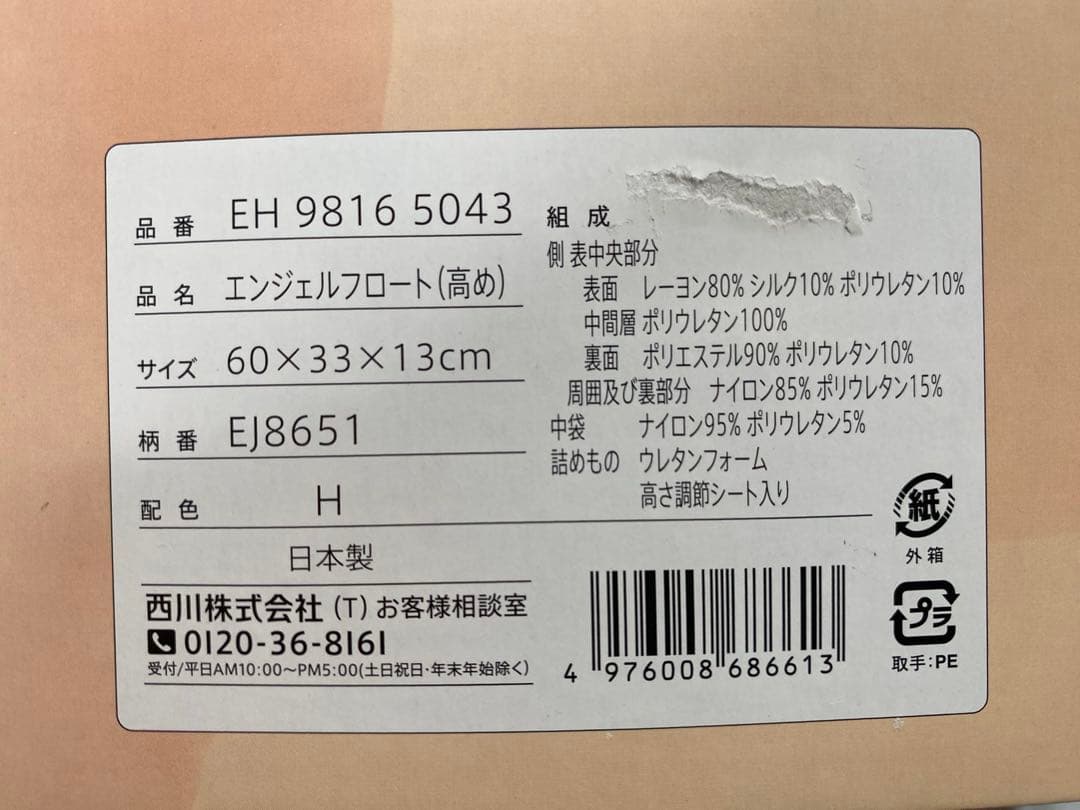 品番 EH 9816 5043
品名 エンジェルフロート(高め)
サイズ 60×33×13cm
柄番 EJ8651
配色 H
日本製
西川株式会社 (T) お客様相談室
0120-36-8161
受付/平日AM10:00〜PM5:00(土日祝日・年末年始除く)
組成
側 表中央部分
表面 レーヨン80% シルク10% ポリウレタン10%
中間層 ポリウレタン100%
裏面 ポリエステル90% ポリウレタン10%
周囲及び裏部分 ナイロン85% ポリウレタン15%
中袋 ナイロン95% ポリウレタン5%
詰めもの ウレタンフォーム
高さ調節シート入り
紙
外箱
プラ
取手:PE
4 976008 686613